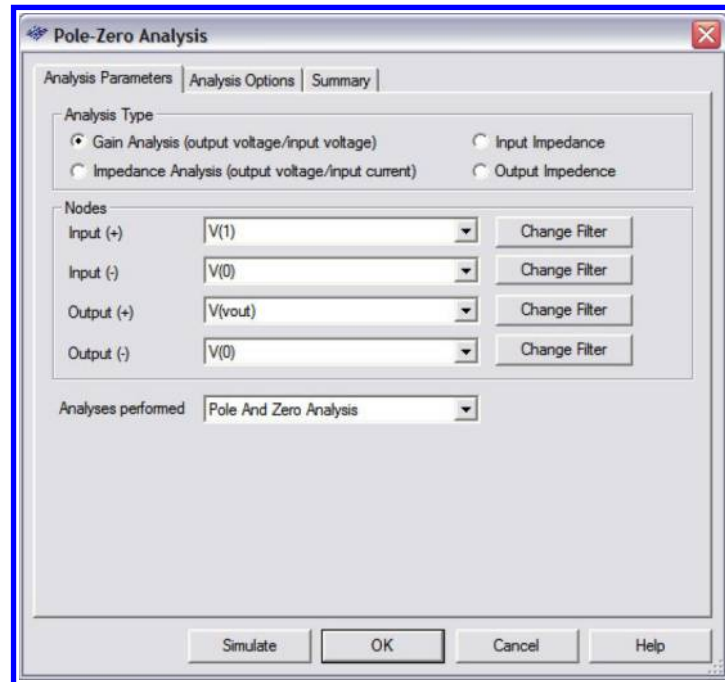 Pole-Zero Analysis
Analysis Parameters Analysis Options Summary
Analysis Type
Gain Analysis (output voltage/input voltage) Input Impedance
Impedance Analysis (output voltage/input current) Output Impedence
Nodes
Input (+) V(1) Change Filter
Input (-) V(0) Change Filter
Output (+) V(vout) Change Filter
Output (-) V(0) Change Filter
Analyses performed Pole And Zero Analysis
Simulate OK Cancel Help